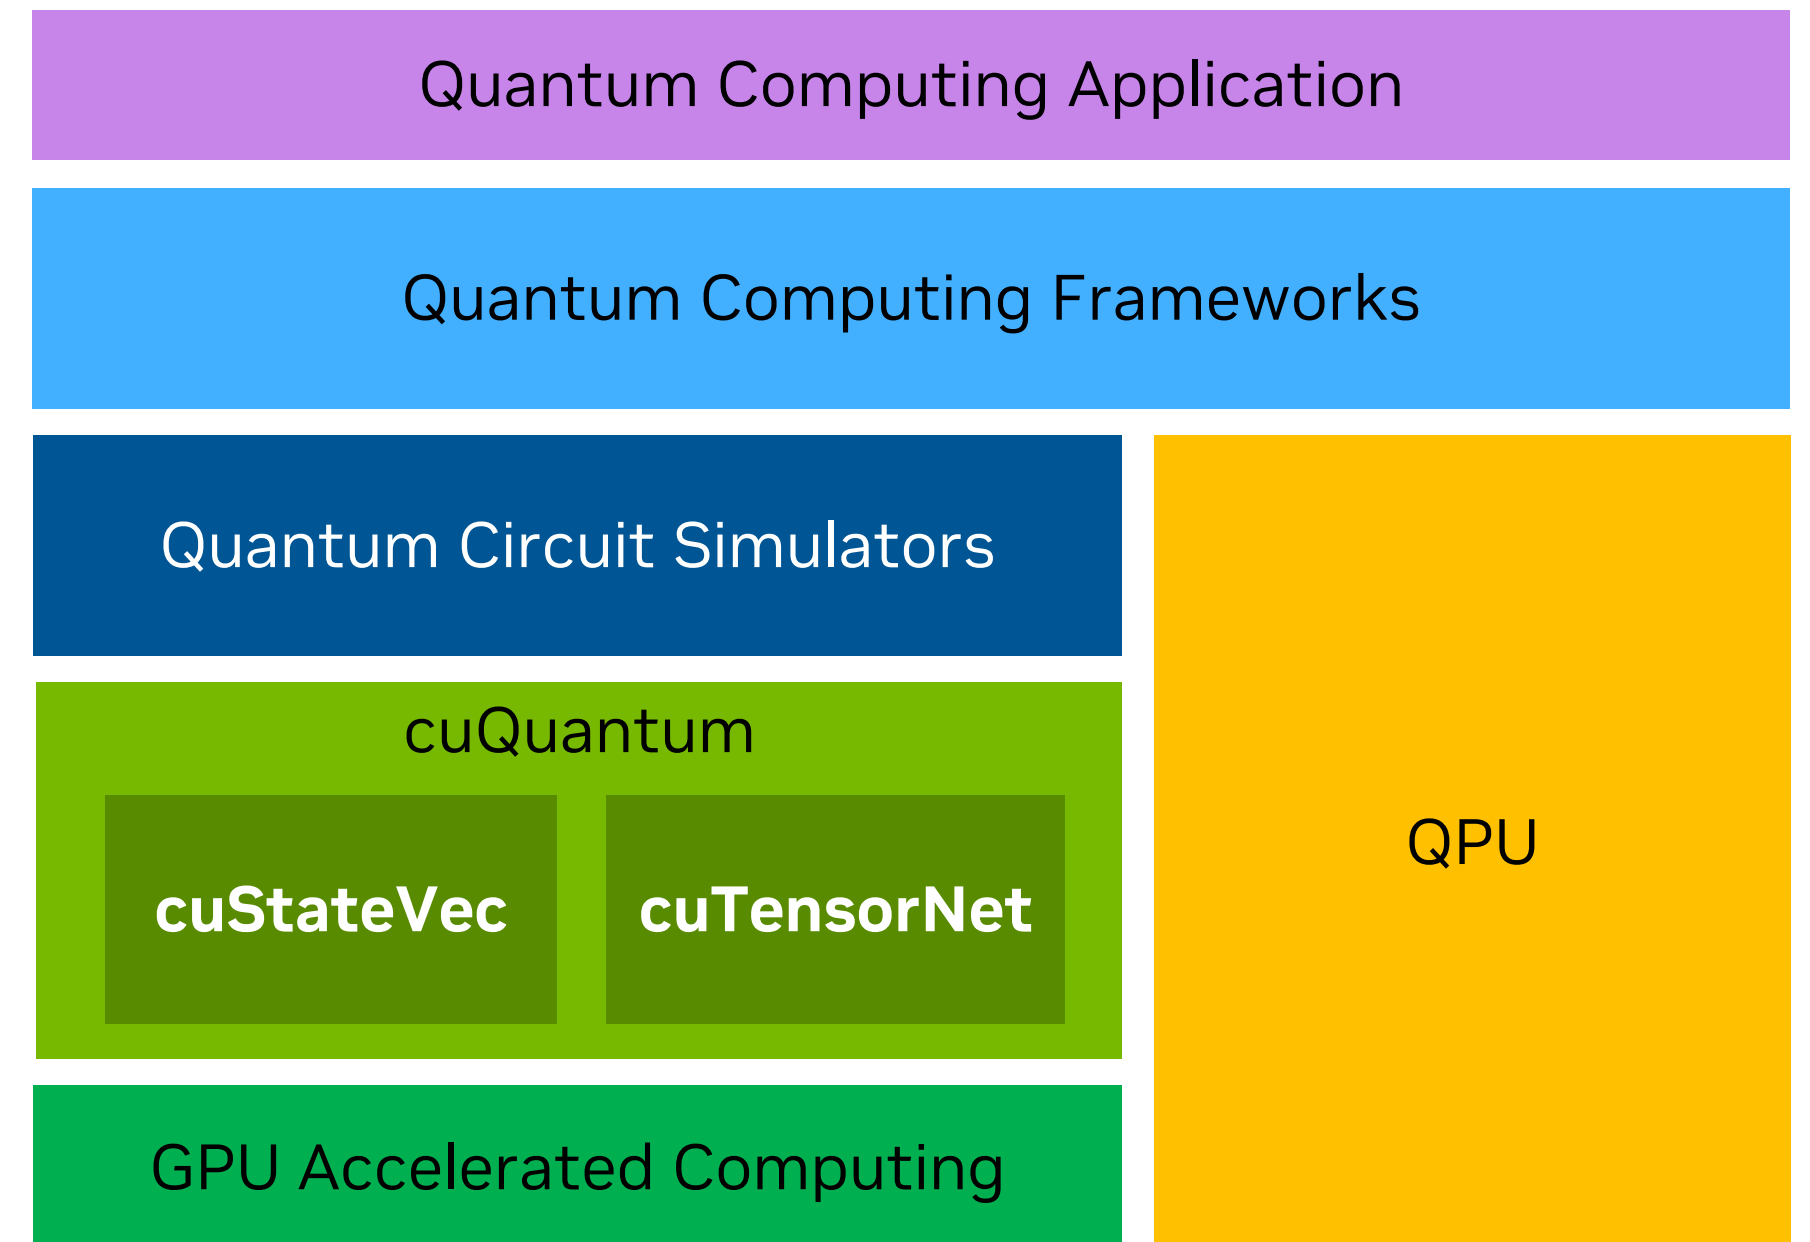 Quantum Computing Application
Quantum Computing Frameworks
Quantum Circuit Simulators
cuQuantum
cuStateVec
cuTensorNet
GPU Accelerated Computing
QPU